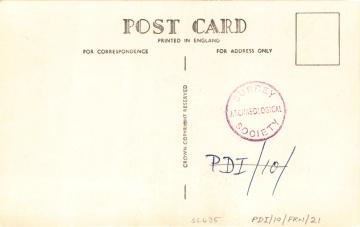 POST CARD
PRINTED IN ENGLAND
FOR CORRESPONDENCE
FOR ADDRESS ONLY
CROWN COPYRIGHT RESERVED
SURREY
ARCHAEOLOGICAL
SOCIETY
PDI/10/
SC635
PDI/10/FRN/21